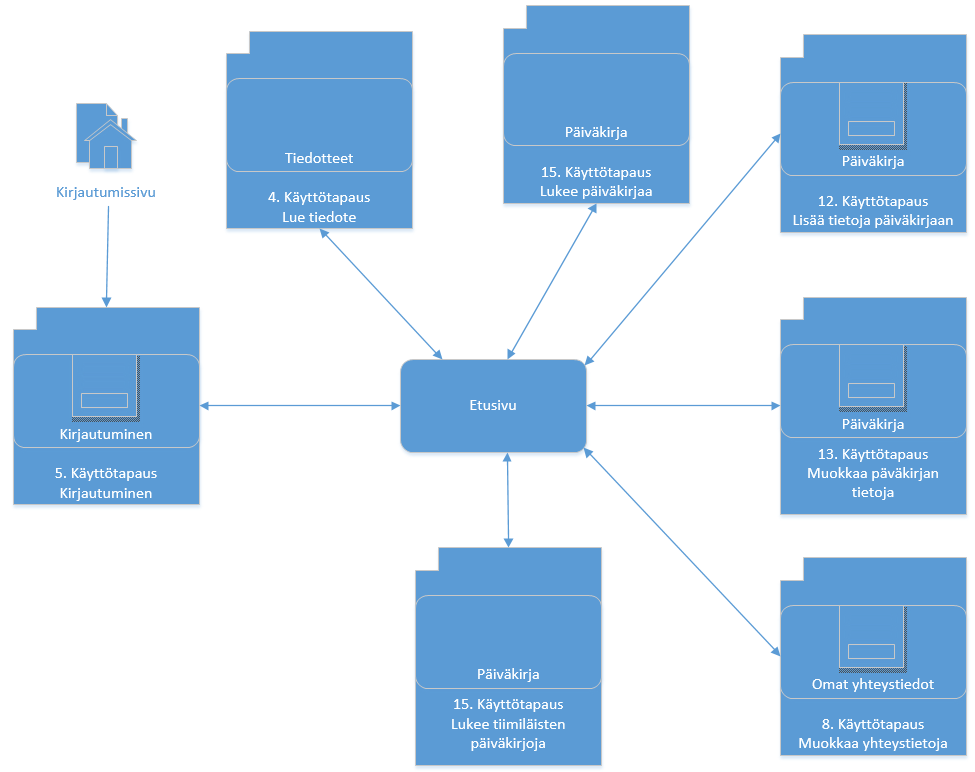 Kirjautumissivu
Tiedotteet
4. Käyttötapaus
Lue tiedote
Päiväkirja
15. Käyttötapaus
Lukee päiväkirjaa
Päiväkirja
12. Käyttötapaus
Lisää tietoja päiväkirjaan
Kirjautuminen
5. Käyttötapaus
Kirjautuminen
Etusivu
Päiväkirja
13. Käyttötapaus
Muokkaa päväkirjan
tietoja
Päiväkirja
15. Käyttötapaus
Lukee tiimiläisten
päiväkirjoja
Omat yhteystiedot
8. Käyttötapaus
Muokkaa yhteystietoja